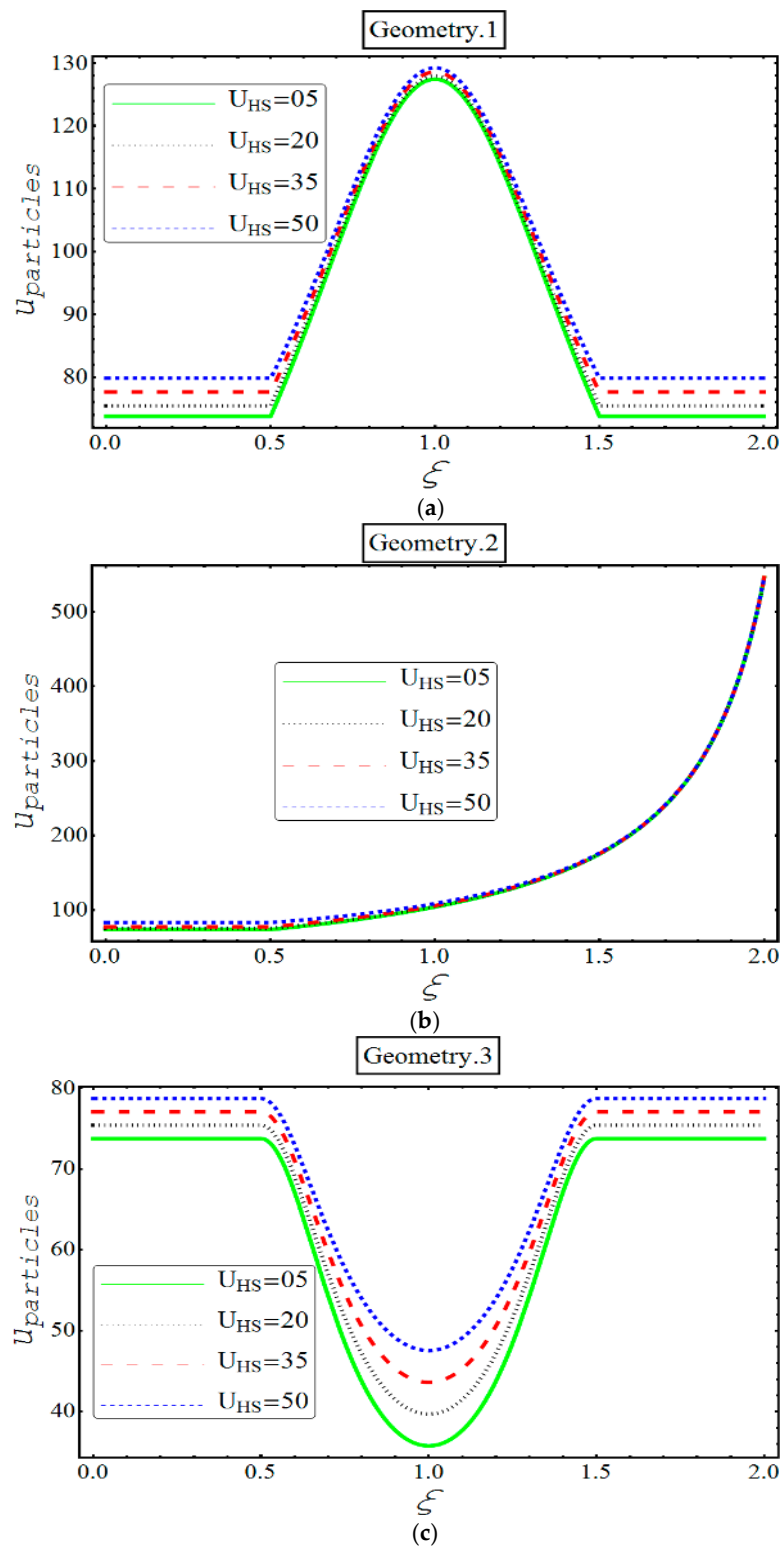 Geometry.1
130
120
110
100
90
80
u_particles
U_HS=05
U_HS=20
U_HS=35
U_HS=50
0.0 0.5 1.0 1.5 2.0
ξ
(a)
Geometry.2
500
400
300
200
100
u_particles
U_HS=05
U_HS=20
U_HS=35
U_HS=50
0.0 0.5 1.0 1.5 2.0
ξ
(b)
Geometry.3
80
70
60
50
40
u_particles
U_HS=05
U_HS=20
U_HS=35
U_HS=50
0.0 0.5 1.0 1.5 2.0
ξ
(c)